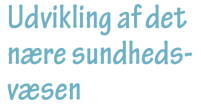 Udvikling af det
nære sundheds-
væsen